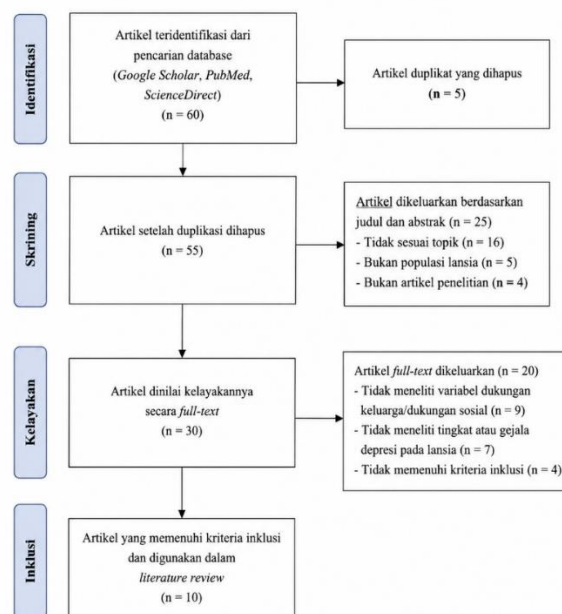 Identifikasi
Artikel teridentifikasi dari
pencarian database
(Google Scholar, PubMed,
ScienceDirect)
(n = 60)
Artikel duplikat yang dihapus
(n = 5)
Skrining
Artikel setelah duplikasi dihapus
(n = 55)
Artikel dikeluarkan berdasarkan
judul dan abstrak (n = 25)
- Tidak sesuai topik (n = 16)
- Bukan populasi lansia (n = 5)
- Bukan artikel penelitian (n = 4)
Kelayakan
Artikel dinilai kelayakannya
secara full-text
(n = 30)
Artikel full-text dikeluarkan (n = 20)
- Tidak meneliti variabel dukungan
keluarga/dukungan sosial (n = 9)
- Tidak meneliti tingkat atau gejala
depresi pada lansia (n = 7)
- Tidak memenuhi kriteria inklusi (n = 4)
Inklusi
Artikel yang memenuhi kriteria inklusi
dan digunakan dalam
literature review
(n = 10)